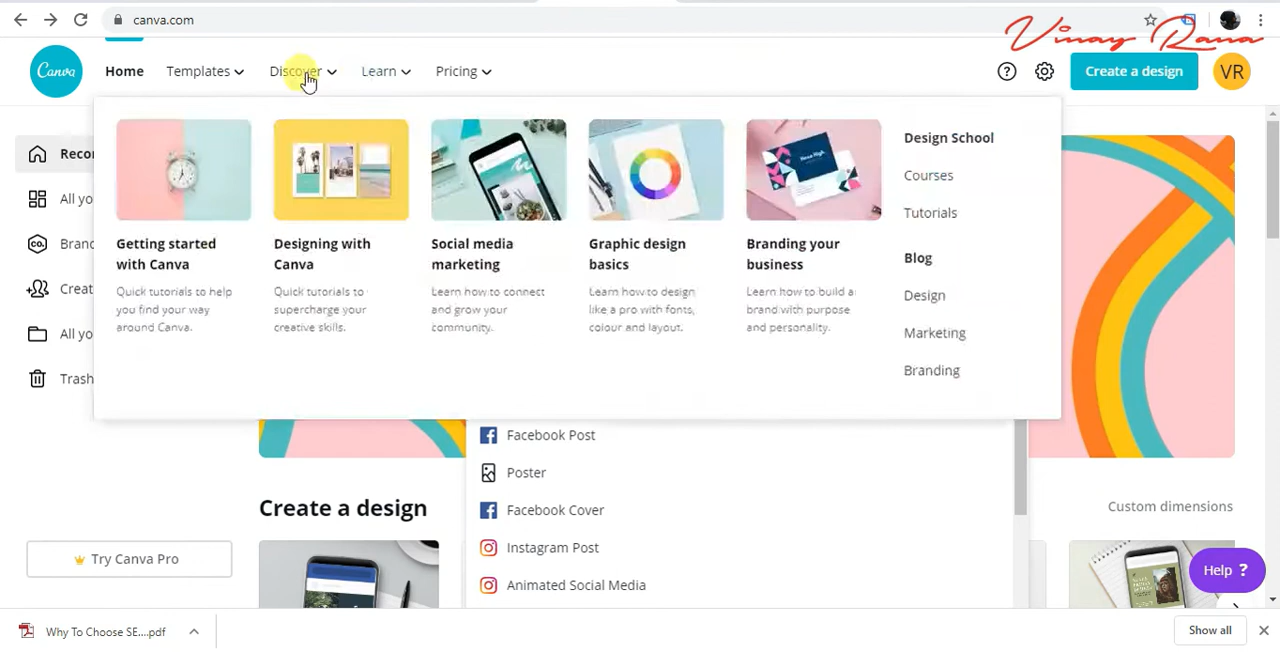 canva.com
Vinay Rana
Canva
Home
Templates
Discover
Learn
Pricing
Create a design
VR
Getting started
with Canva
Quick tutorials to help
you find your way
around Canva.
Designing with
Canva
Quick tutorials to
supercharge your
creative skills.
Social media
marketing
Learn how to connect
and grow your
community.
Graphic design
basics
Learn how to design
like a pro with fonts,
colour and layout.
Branding your
business
Learn how to build a
brand with purpose
and personality.
Design School
Courses
Tutorials
Blog
Design
Marketing
Branding
Recor
All yo
CO.
Brand
Creat
All yo
Trash
Try Canva Pro
Facebook Post
Poster
Facebook Cover
Instagram Post
Animated Social Media
Create a design
Custom dimensions
Help ?
Why To Choose SE....pdf
Show all